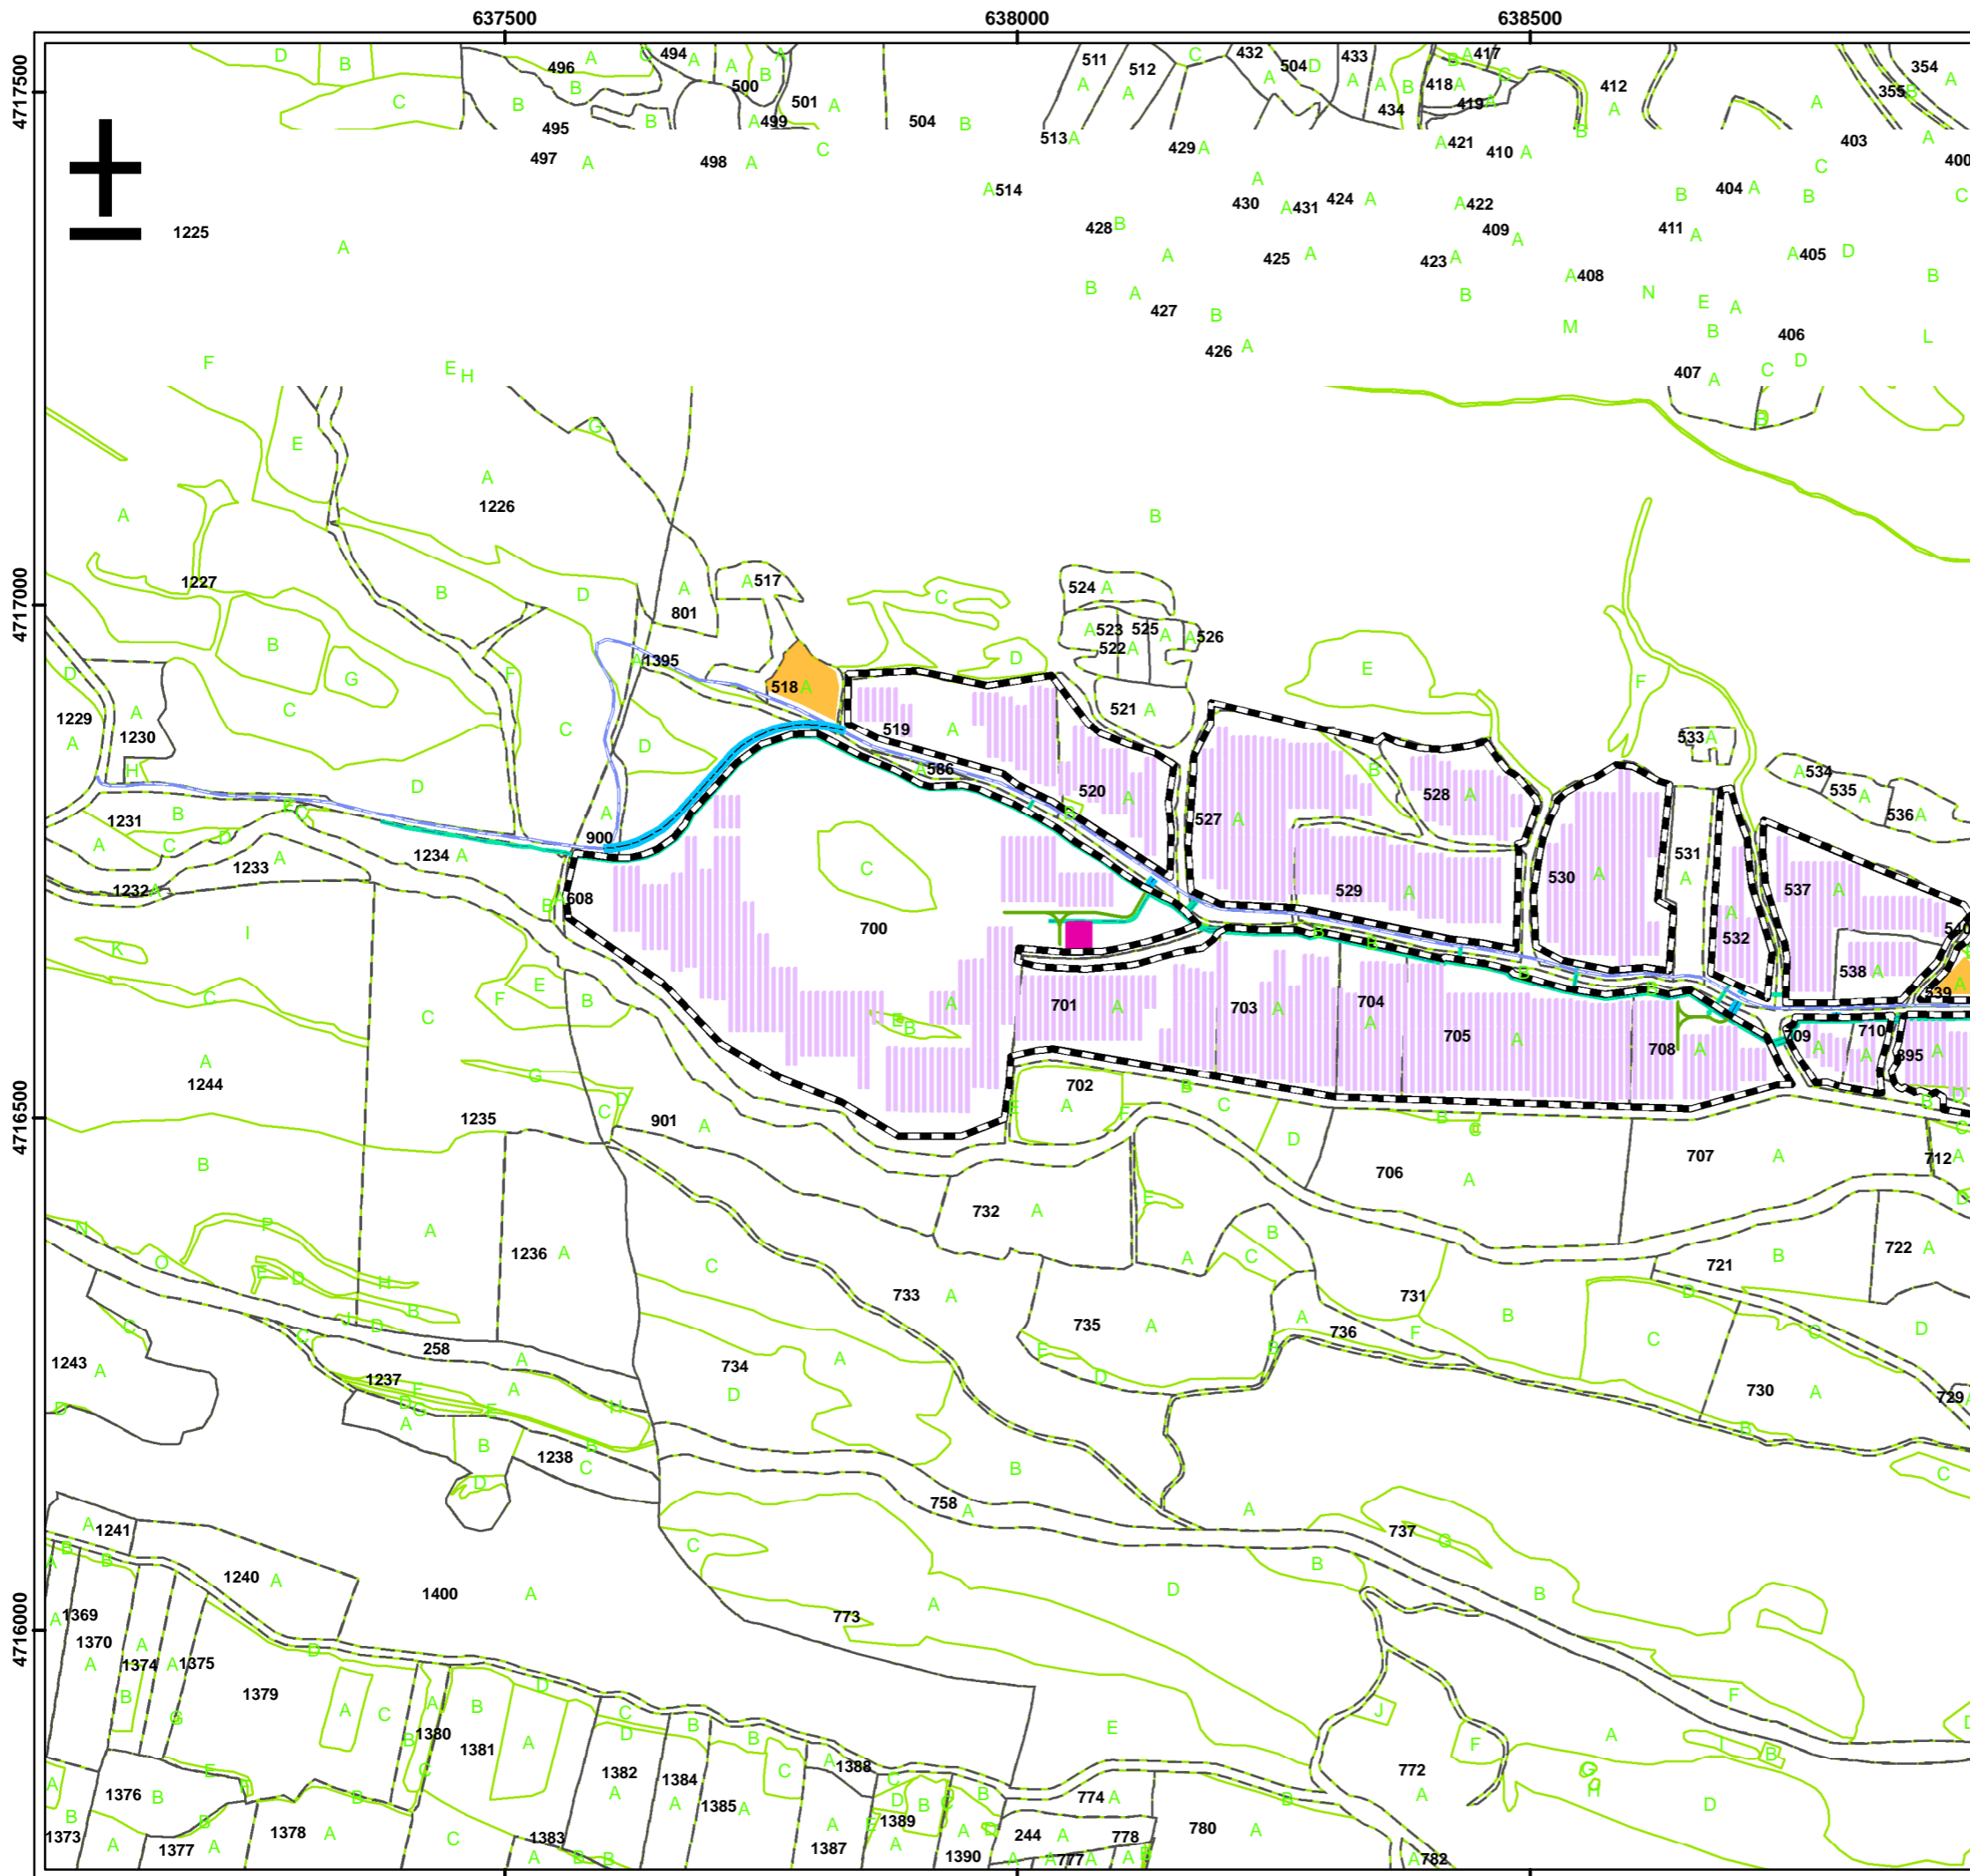 637500 638000 638500
4717500
4717000
4716500
4716000
D B 496 A C 494 A A B A 500 501 A
C B B 495 B A 499 504 B
497 A 498 A C
511 512 C 432 504 D 433 B A 417 C
A A A A A B 418 A 419 A 434
412 A 354 A 355 B
513 A 429 A A 421 410 A B A 403 A 400
A 514 A 430 A 431 424 A A 422 B 404 A B C C
1225 A 428 B A 425 A 409 A 423 A 411 A A 405 D
B A 427 B B A 408 N E A B
426 A M B 406 L
F E H 407 A C D B
E G A 1226
A B
1227 B D A 801 A 517 C 524 A
B G A 523 525 A A 526 522 A
D A 1395 F 518 A D 521 A E F
1229 A A 1230 C C D 519 A 533 A
H D A 586 520 A B B 528 A A 534 535 A 536 A
1231 B E A 527 A
A C D 1233 A 1234 A 900 C 531 A
1232 A B A 608 700 529 A 530 A A 532 537 A
K I C C E F B A E B B B B B 540 538 A 539 A
701 A 703 A 704 A 705 A 708 A 709 A 710 A 895 A
A 1244 G D C 702 A E F B C B C B D C
1235 901 A D 706 A 707 A 712 A D
B
N P A 1236 A C 732 A F A B C 721 B 722 A
O F D H B J D 733 A 735 A A 731 B D D
C C 258 A A 734 D E D B 736 F C C
1243 A D 1237 A F D G A E H 730 A 729 A
B B 1238 C D B B C
A 1241 B B A 758 A A 737 G
1240 A 1400 A C B B
A 1369 773 A D
1370 A A 1374 A 1375 D
B G 1379 A C A B 1380 B 1381 A D C D B B E J F A F I B D
A B 1376 B E H B C 1382 A 1384 A 1385 A C A 1388 C D B C B 772 A G H D
1373 A B 1377 A 1378 A C 1383 A B B A 1387 E 1389 A A D 1390
774 A B 244 A 778 780 A
A A 777 A A B A 782